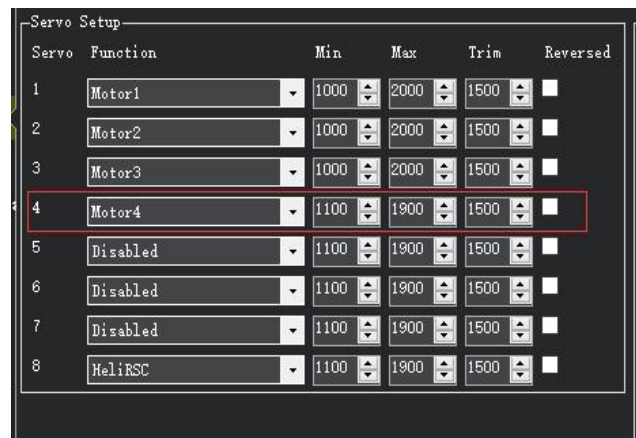 Servo Setup
Servo Function Min Max Trim Reversed
1 Motor1 1000 2000 1500
2 Motor2 1000 2000 1500
3 Motor3 1000 2000 1500
4 Motor4 1100 1900 1500
5 Disabled 1100 1900 1500
6 Disabled 1100 1900 1500
7 Disabled 1100 1900 1500
8 HeliRSC 1100 1900 1500